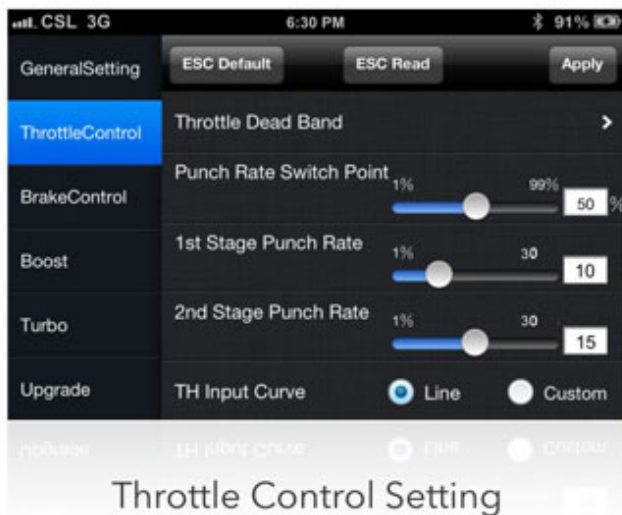 CSL 3G 6:30 PM 91%
GeneralSetting
ThrottleControl
BrakeControl
Boost
Turbo
Upgrade
ESC Default ESC Read Apply
Throttle Dead Band
Punch Rate Switch Point 1% 99% 50 %
1st Stage Punch Rate 1% 30 10
2nd Stage Punch Rate 1% 30 15
TH Input Curve Line Custom
Throttle Control Setting